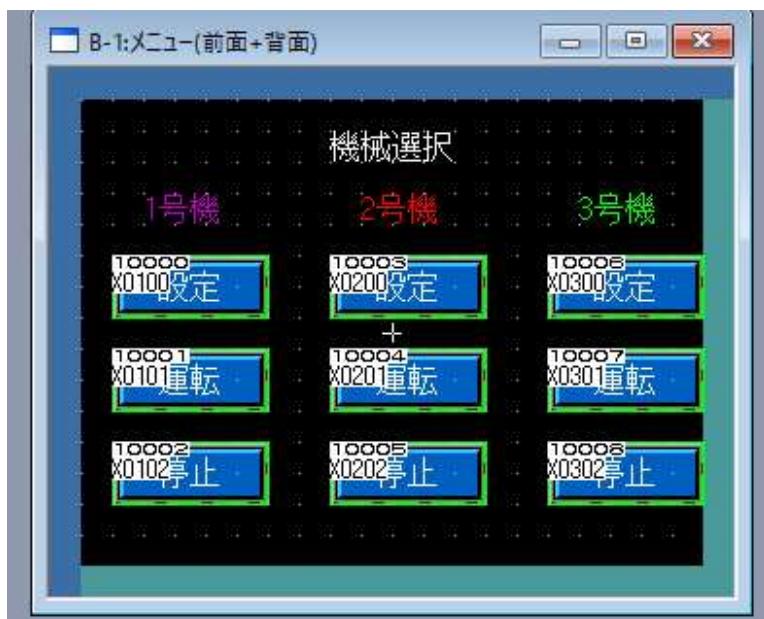 B-1:メニュー(前面+背面)
機械選択
1号機 2号機 3号機
10000 10003 10006
X0100設定 X0200設定 X0300設定
10001 10004 10007
X0101運転 X0201運転 X0301運転
10002 10005 10008
X0102停止 X0202停止 X0302停止